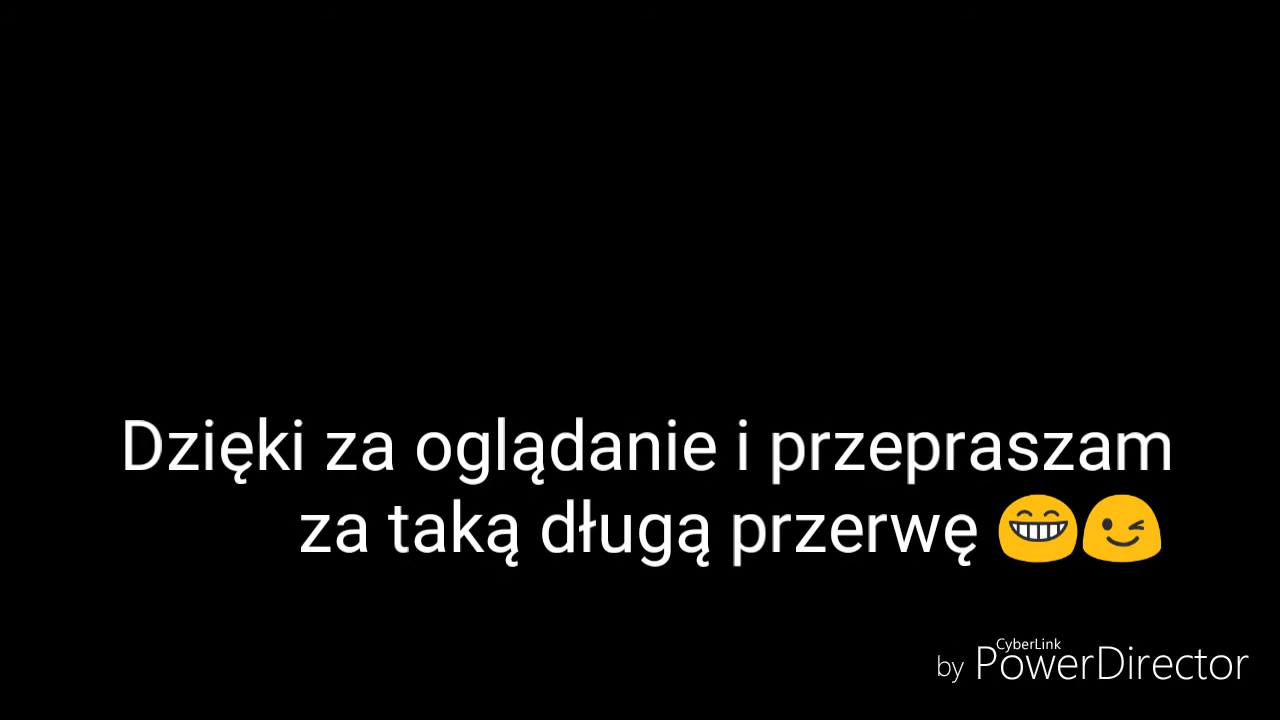 Dzięki za oglądanie i przepraszam
za taką długą przerwę 😁😉
CyberLink
by PowerDirector